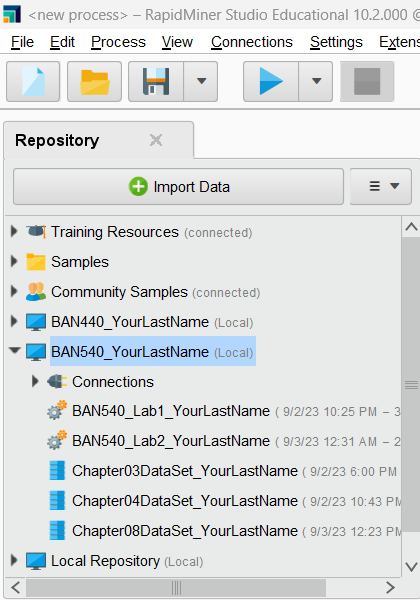 <new process> – RapidMiner Studio Educational 10.2.000 @
File Edit Process View Connections Settings Extens
Repository
Import Data
Training Resources (connected)
Samples
Community Samples (connected)
BAN440_YourLastName (Local)
BAN540_YourLastName (Local)
Connections
BAN540_Lab1_YourLastName ( 9/2/23 10:25 PM – 3
BAN540_Lab2_YourLastName ( 9/3/23 12:31 AM – 2
Chapter03DataSet_YourLastName ( 9/2/23 6:00 PM
Chapter04DataSet_YourLastName ( 9/2/23 10:43 PM
Chapter08DataSet_YourLastName ( 9/3/23 12:23 PM
Local Repository (Local)